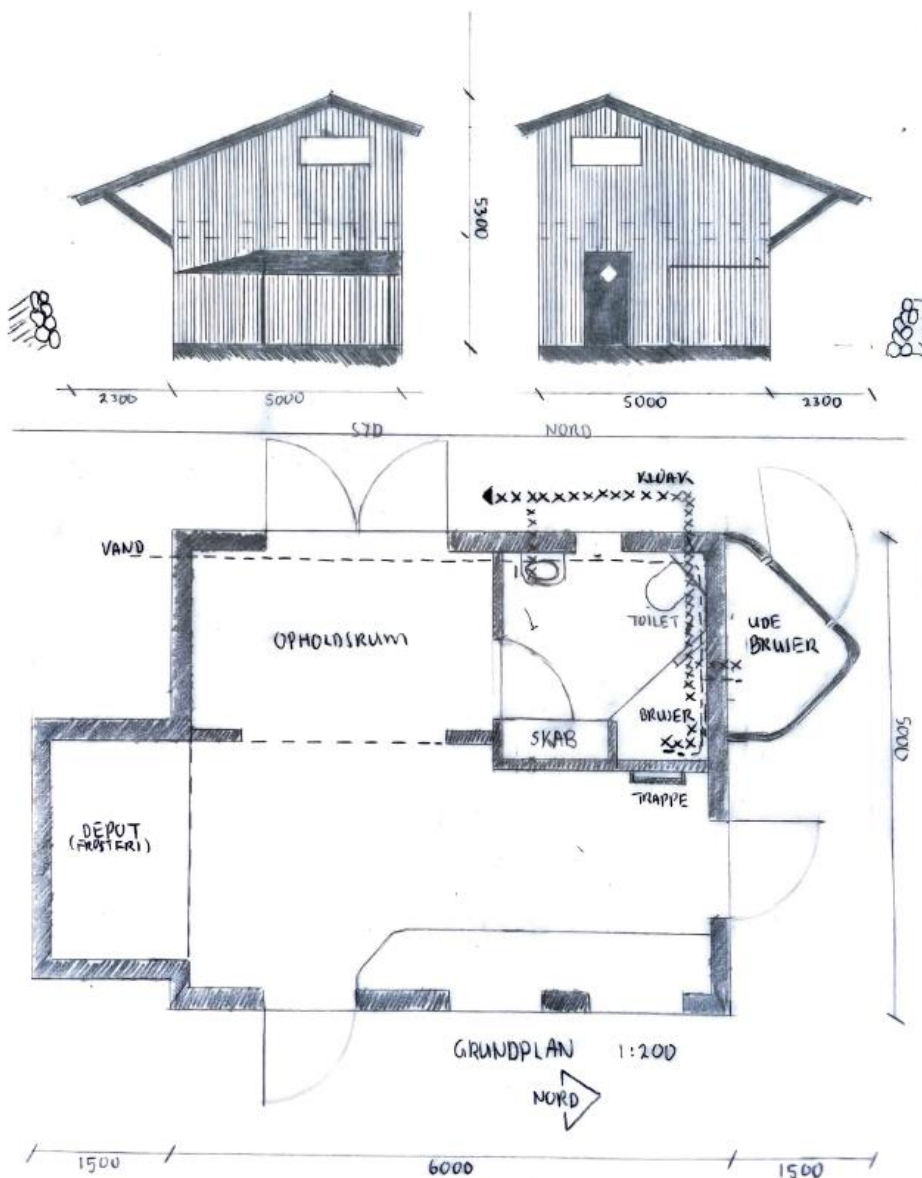 5300
2300 5000 5000 2300
SYD NORD
KLOAK
VAND
OPHOLDSRUM
TOILET
UDE
BRUSER
BRUSER
SKAB
5000
TRAPPE
DEPOT
GRUNDPLAN 1:200
NORD
1500 6000 1500